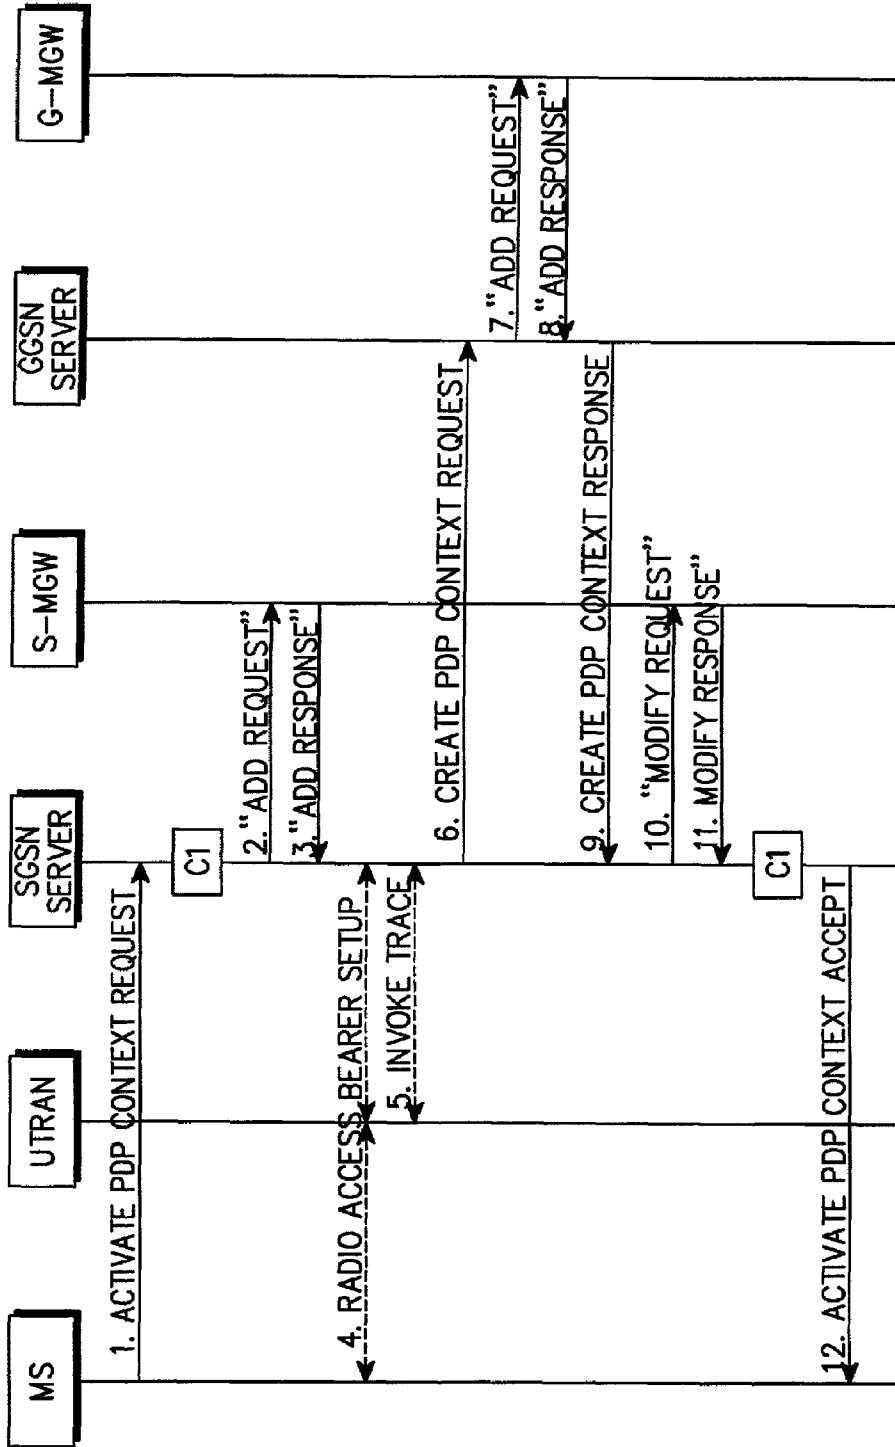 MS
UTRAN
SGSN
SERVER
S-MGW
GGSN
SERVER
G-MGW
1. ACTIVATE PDP CONTEXT REQUEST
C1
2. “ADD REQUEST”
3. “ADD RESPONSE”
4. RADIO ACCESS BEARER SETUP
5. INVOKE TRACE
6. CREATE PDP CONTEXT REQUEST
7. “ADD REQUEST”
8. “ADD RESPONSE”
9. CREATE PDP CONTEXT RESPONSE
10. “MODIFY REQUEST”
11. MODIFY RESPONSE”
C1
12. ACTIVATE PDP CONTEXT ACCEPT